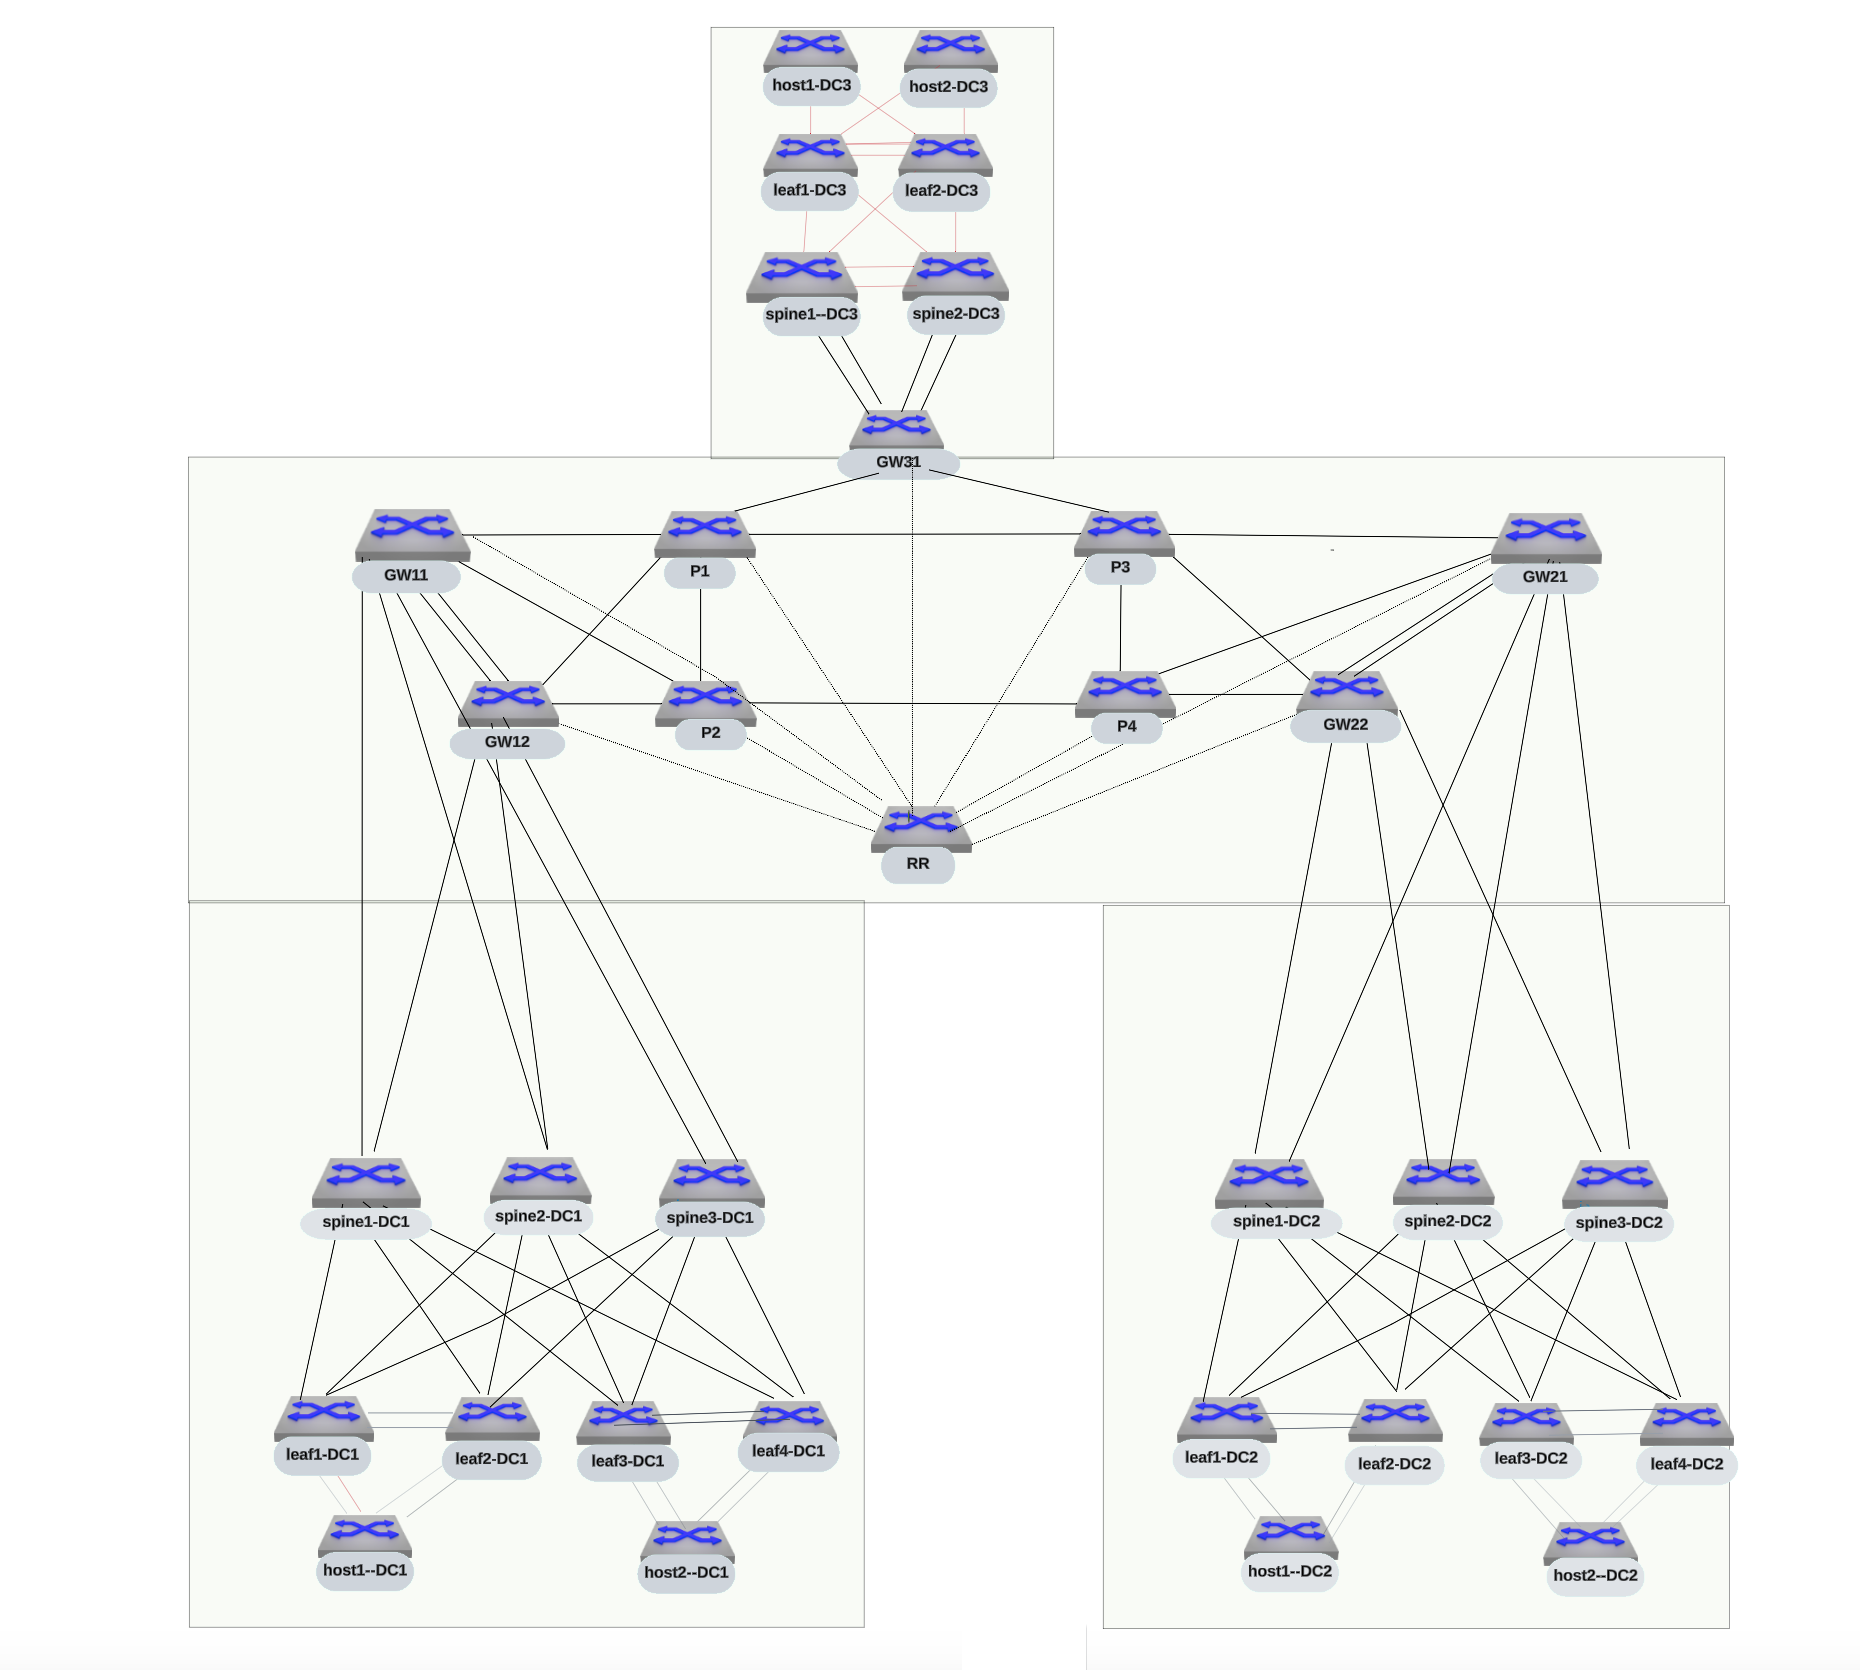 host1-DC3
host2-DC3
leaf1-DC3
leaf2-DC3
spine1--DC3
spine2-DC3
GW31
GW11
P1
P3
GW21
GW12
P2
P4
GW22
RR
spine1-DC1
spine2-DC1
spine3-DC1
spine1-DC2
spine2-DC2
spine3-DC2
leaf1-DC1
leaf2-DC1
leaf3-DC1
leaf4-DC1
leaf1-DC2
leaf2-DC2
leaf3-DC2
leaf4-DC2
host1--DC1
host2--DC1
host1--DC2
host2--DC2